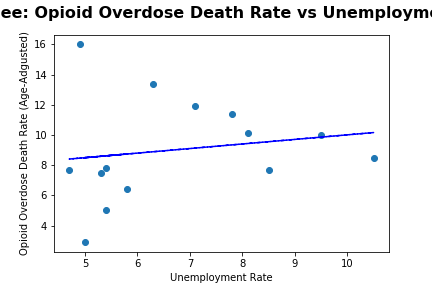 ee: Opioid Overdose Death Rate vs Unemployme
Opioid Overdose Death Rate (Age-Adgusted)
16
14
12
10
8
6
4
5 6 7 8 9 10
Unemployment Rate